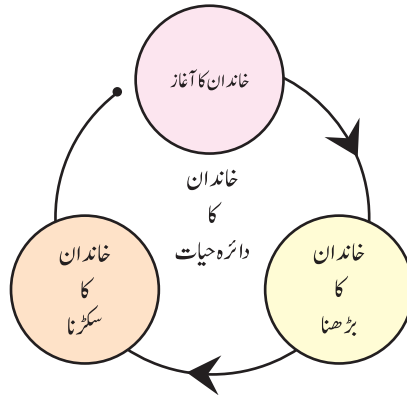 خاندان کا آغاز
خاندان
کا
دائرہ حیات
خاندان
کا
بڑھنا
خاندان
کا
سکڑنا